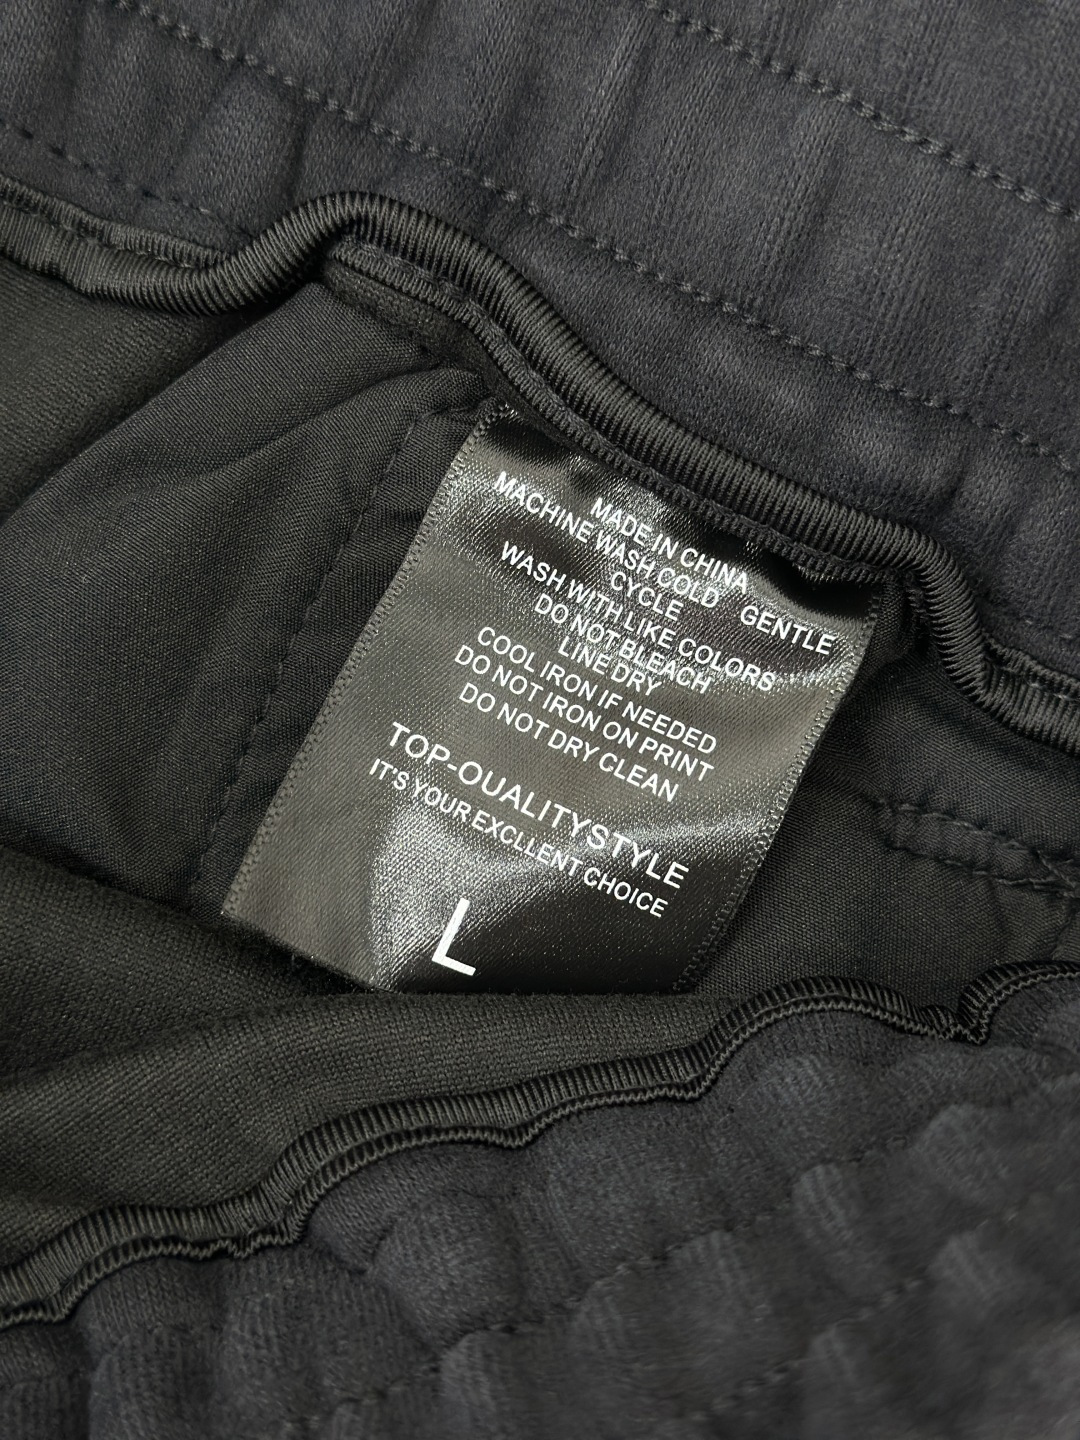 MADE IN CHINA
MACHINE WASH COLD GENTLE
CYCLE
WASH WITH LIKE COLORS
DO NOT BLEACH
LINE DRY
COOL IRON IF NEEDED
DO NOT IRON ON PRINT
DO NOT DRY CLEAN
TOP-OUALITYSTYLE
IT'S YOUR EXCLLENT CHOICE
L